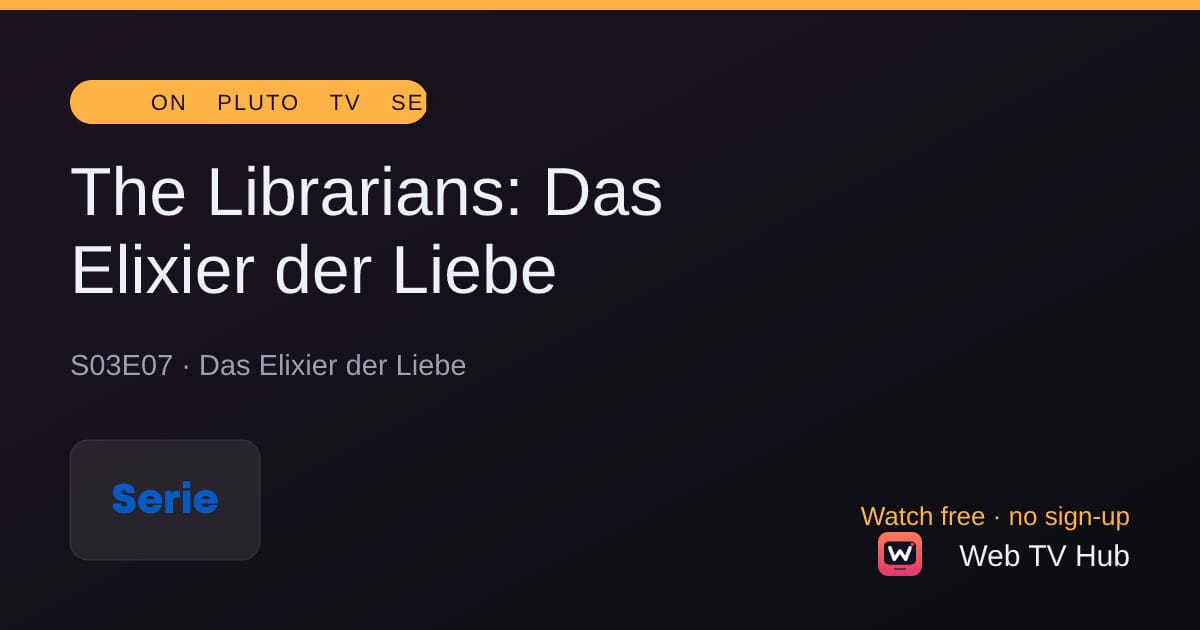 ON PLUTO TV SE
The Librarians: Das
Elixier der Liebe
S03E07 · Das Elixier der Liebe
Serie
Watch free · no sign-up
W
Web TV Hub